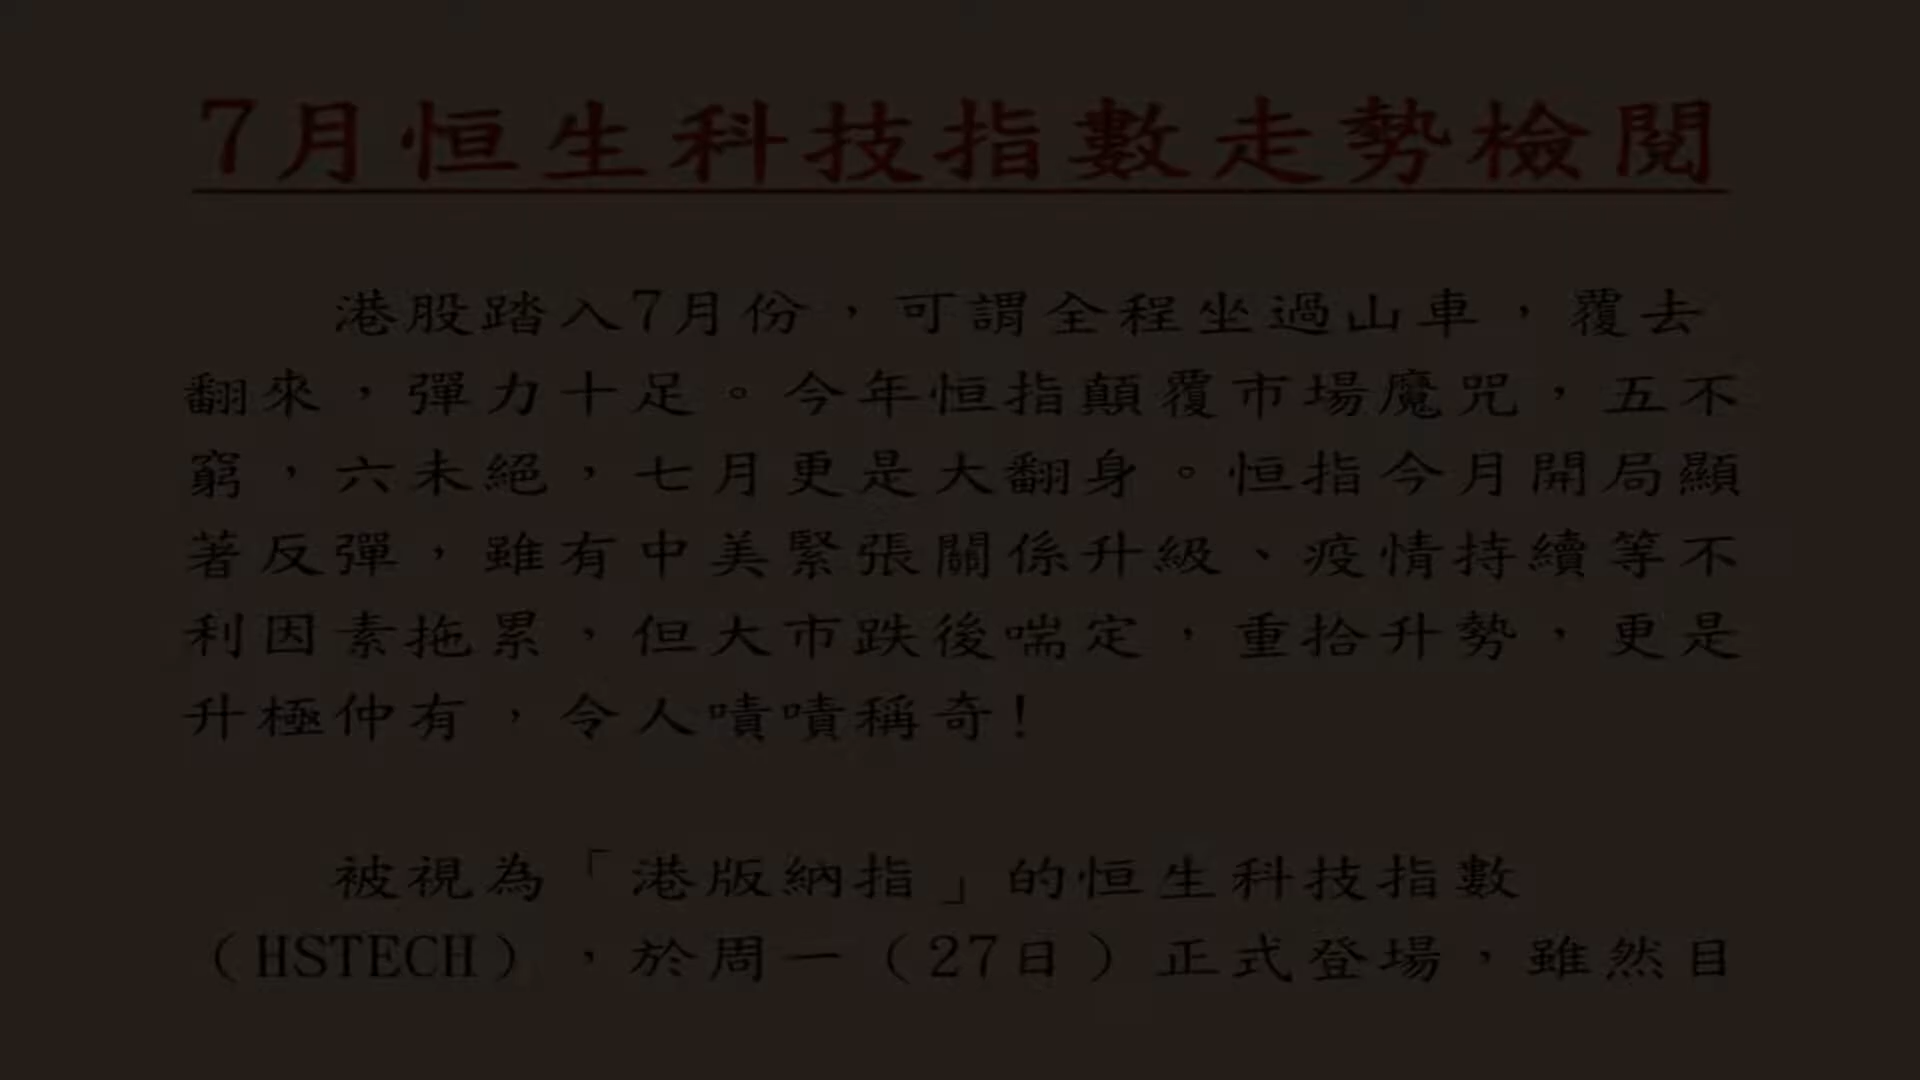 7月恒生科技指數走勢檢閱
港股踏入7月份，可謂全程坐過山車，覆去
翻來，彈力十足。今年恒指顛覆市場魔咒，五不
窮，六未絕，七月更是大翻身。恒指今月開局顯
著反彈，雖有中美緊張關係升級、疫情持續等不
利因素拖累，但大市跌後喘定，重拾升勢，更是
升極仲有，令人嘖嘖稱奇!
被視為「港版納指」的恒生科技指數
（HSTECH），於周一（27日）正式登場，雖然目